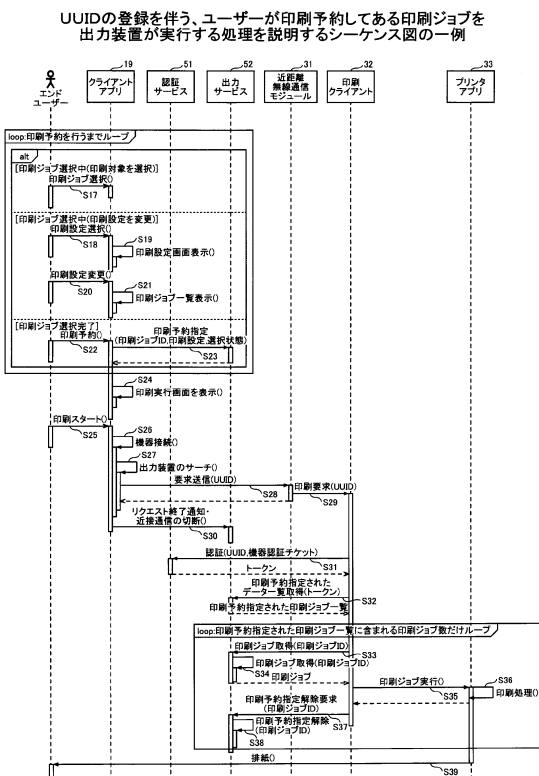 UUIDの登録を伴う、ユーザーが印刷予約してある印刷ジョブを
出力装置が実行する処理を説明するシーケンス図の一例
19
51
52
31
32
33
エンド
ユーザー
クライアント
アプリ
認証
サービス
出力
サービス
近距離
無線通信
モジュール
印刷
クライアント
プリンタ
アプリ
loop:印刷予約を行うまでループ
alt
[印刷ジョブ選択中(印刷対象を選択)]
印刷ジョブ選択()
S17
[印刷ジョブ選択中(印刷設定を変更)]
印刷設定選択()
S18
S19
印刷設定画面表示()
印刷設定変更()
S20
S21
印刷ジョブ一覧表示()
[印刷ジョブ選択完了]
印刷予約()
S22
印刷予約指定
(印刷ジョブID,印刷設定,選択状態)
S23
S24
印刷実行画面を表示()
印刷スタート()
S25
S26
機器接続()
S27
出力装置のサーチ()
要求送信(UUID)
S28
印刷要求(UUID)
S29
リクエスト終了通知・
近接通信の切断()
S30
認証(UUID,機器認証チケット)
S31
トークン
印刷予約指定された
データ一覧取得(トークン)
S32
印刷予約指定された印刷ジョブ一覧
loop:印刷予約指定された印刷ジョブ一覧に含まれる印刷ジョブ数だけループ
印刷ジョブ取得(印刷ジョブID)
S33
印刷ジョブ取得(印刷ジョブID)
S34
印刷ジョブ
印刷ジョブ実行()
S35
S36
印刷処理()
印刷予約指定解除要求
(印刷ジョブID)
S37
印刷予約指定解除
(印刷ジョブID)
S38
排紙()
S39